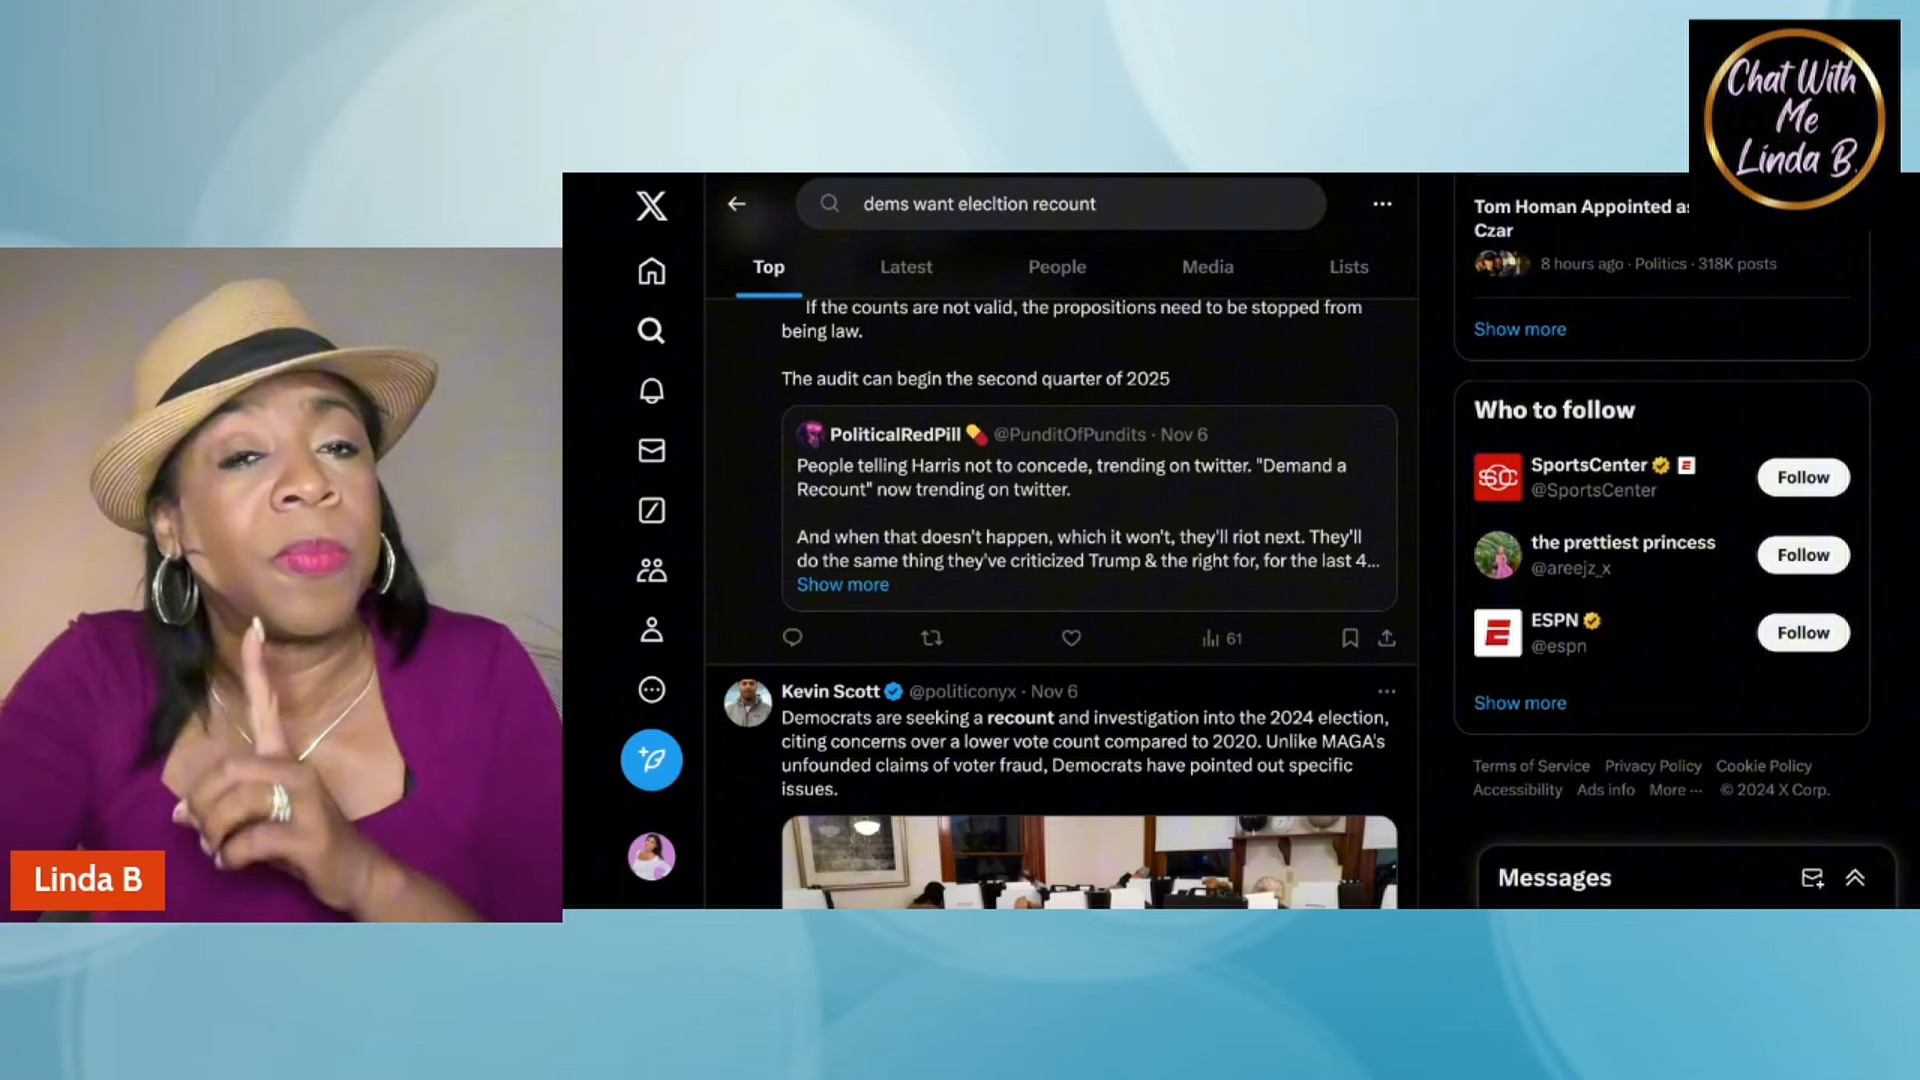 Chat With
Me
Linda B.
dems want elecltion recount
Top
Latest
People
Media
Lists
If the counts are not valid, the propositions need to be stopped from
being law.
The audit can begin the second quarter of 2025
PoliticalRedPill 💊 @PunditOfPundits · Nov 6
People telling Harris not to concede, trending on twitter. "Demand a
Recount" now trending on twitter.
And when that doesn't happen, which it won't, they'll riot next. They'll
do the same thing they've criticized Trump & the right for, for the last 4...
Show more
61
Kevin Scott @politiconyx · Nov 6
Democrats are seeking a recount and investigation into the 2024 election,
citing concerns over a lower vote count compared to 2020. Unlike MAGA's
unfounded claims of voter fraud, Democrats have pointed out specific
issues.
Tom Homan Appointed as
Czar
8 hours ago · Politics · 318K posts
Show more
Who to follow
SportsCenter
@SportsCenter
Follow
the prettiest princess
@areejz_x
Follow
ESPN
@espn
Follow
Show more
Terms of Service Privacy Policy Cookie Policy
Accessibility Ads info More ... © 2024 X Corp.
Messages
Linda B